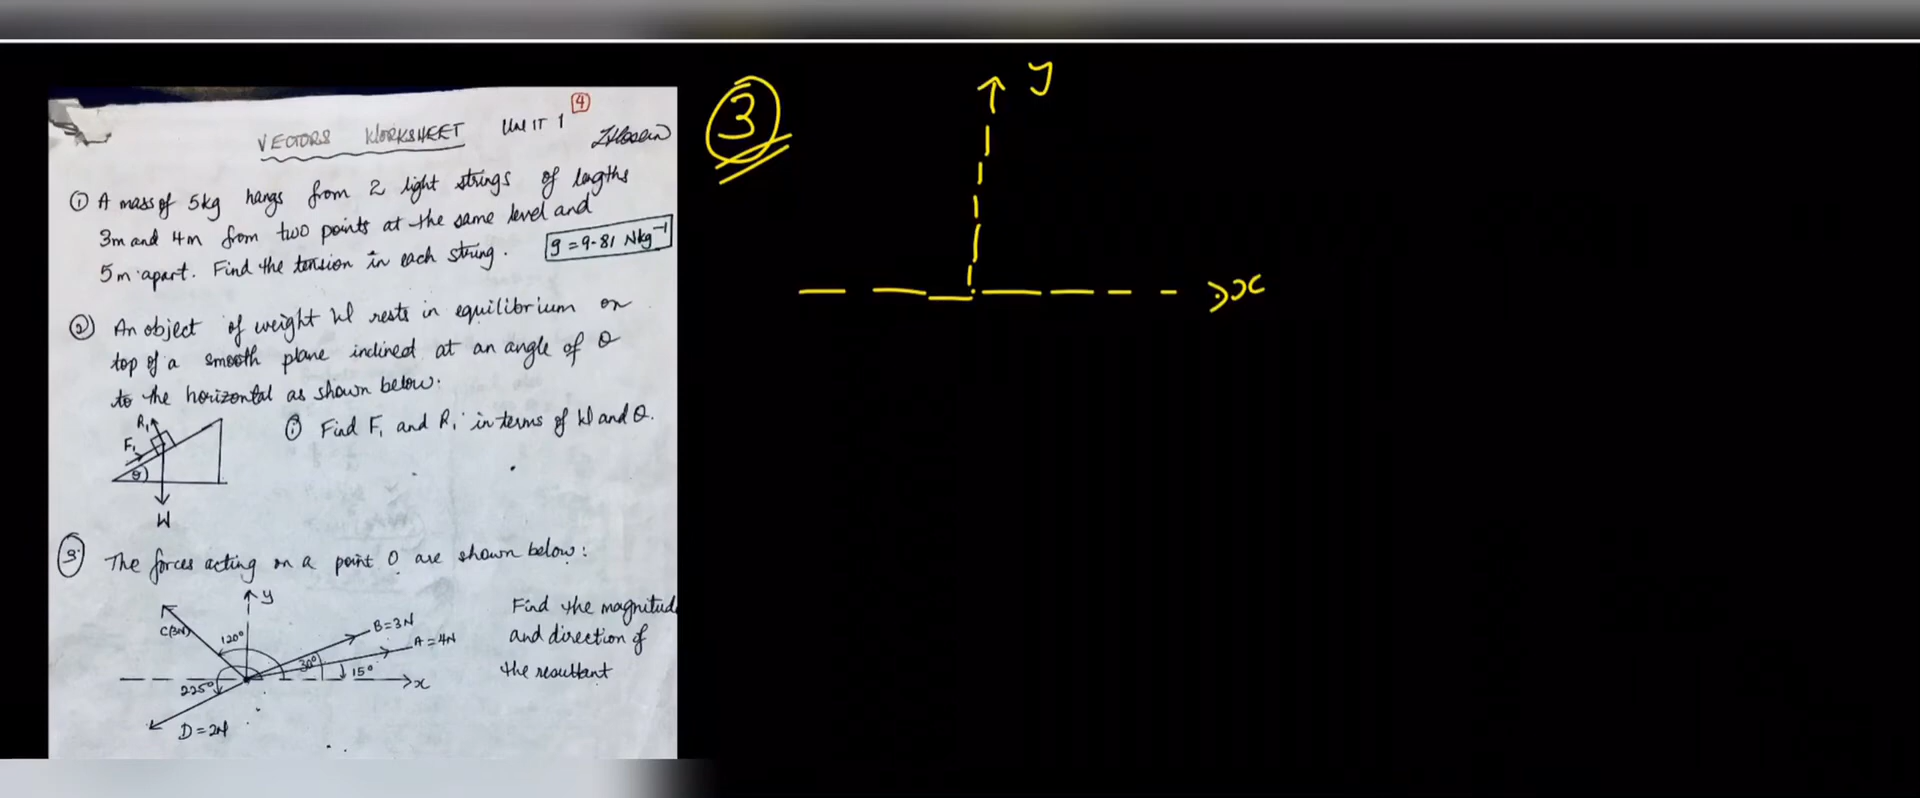 4
VECTORS WORKSHEET UNIT 1
① A mass of 5kg hangs from 2 light strings of lengths
3m and 4m from two points at the same level and
5m apart. Find the tension in each string.
g = 9.81 Nkg⁻¹
② An object of weight W rests in equilibrium on
top of a smooth plane inclined at an angle of θ
to the horizontal as shown below.
① Find F₁ and R₁ in terms of W and θ.
R₁
F₁
θ
W
③ The forces acting on a point O are shown below:
y
C(3N)
120°
B=3N
A=4N
30°
15°
x
225°
D=2N
Find the magnitud
and direction of
the resultant
③
y
x